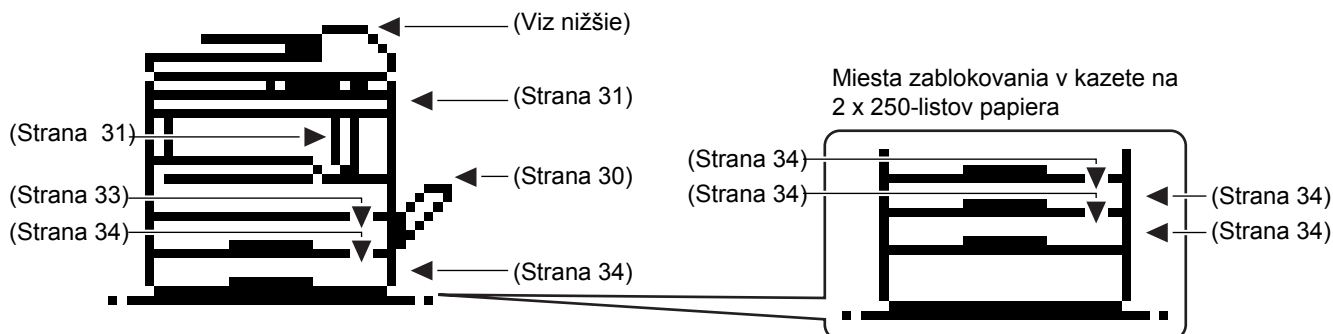 (Viz nižšie)
(Strana 31)
(Strana  31)
(Strana 30)
(Strana 33)
(Strana 34)
(Strana 34)
Miesta zablokovania v kazete na
2 x 250-listov papiera
(Strana 34)
(Strana 34)
(Strana 34)
(Strana 34)